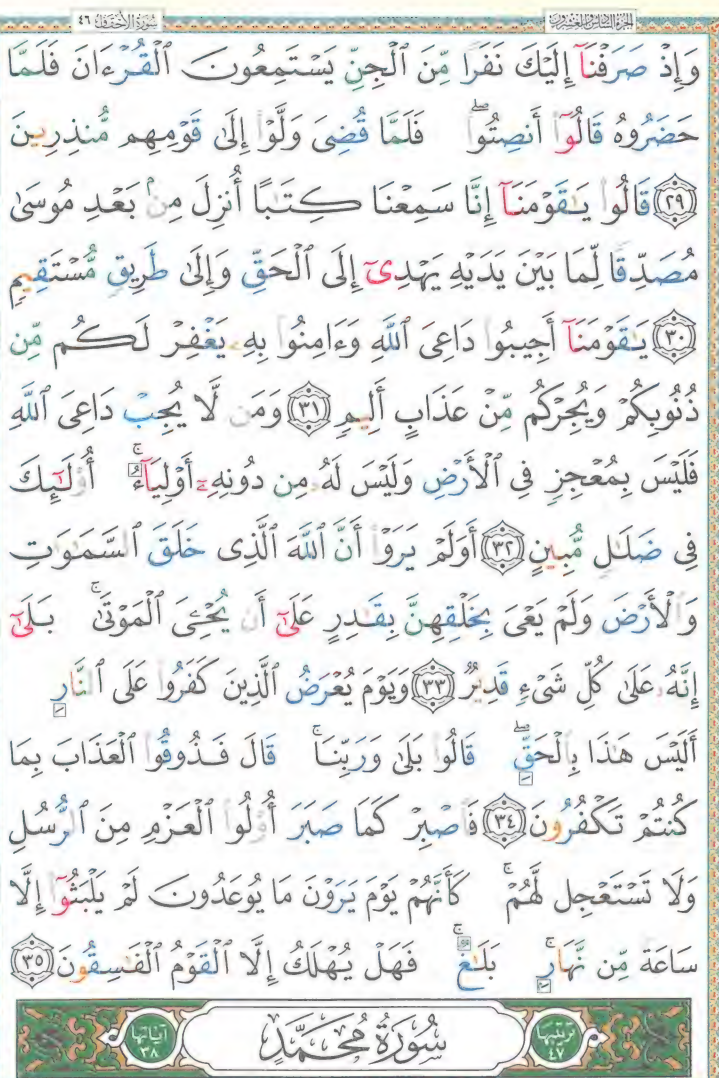 الجزء السادس والعشرون سورة الأحقاف ٤٦
وَإِذْ صَرَفْنَآ إِلَيْكَ نَفَرًا مِّنَ ٱلْجِنِّ يَسْتَمِعُونَ ٱلْقُرْءَانَ فَلَمَّا
حَضَرُوهُ قَالُوٓا۟ أَنصِتُوا۟ۖ فَلَمَّا قُضِىَ وَلَّوْا۟ إِلَىٰ قَوْمِهِم مُّنذِرِينَ
﴿٢٩﴾ قَالُوا۟ يَـٰقَوْمَنَآ إِنَّا سَمِعْنَا كِتَـٰبًا أُنزِلَ مِنۢ بَعْدِ مُوسَىٰ
مُصَدِّقًا لِّمَا بَيْنَ يَدَيْهِ يَهْدِىٓ إِلَى ٱلْحَقِّ وَإِلَىٰ طَرِيقٍ مُّسْتَقِيمٍ
﴿٣٠﴾ يَـٰقَوْمَنَآ أَجِيبُوا۟ دَاعِىَ ٱللَّهِ وَءَامِنُوا۟ بِهِۦ يَغْفِرْ لَكُم مِّن
ذُنُوبِكُمْ وَيُجِرْكُم مِّنْ عَذَابٍ أَلِيمٍ ﴿٣١﴾ وَمَن لَّا يُجِبْ دَاعِىَ ٱللَّهِ
فَلَيْسَ بِمُعْجِزٍ فِى ٱلْأَرْضِ وَلَيْسَ لَهُۥ مِن دُونِهِۦٓ أَوْلِيَآءُۚ أُو۟لَـٰٓئِكَ
فِى ضَلَـٰلٍ مُّبِينٍ ﴿٣٢﴾ أَوَلَمْ يَرَوْا۟ أَنَّ ٱللَّهَ ٱلَّذِى خَلَقَ ٱلسَّمَـٰوَٰتِ
وَٱلْأَرْضَ وَلَمْ يَعْىَ بِخَلْقِهِنَّ بِقَـٰدِرٍ عَلَىٰٓ أَن يُحْـِۧىَ ٱلْمَوْتَىٰۚ بَلَىٰٓ
إِنَّهُۥ عَلَىٰ كُلِّ شَىْءٍ قَدِيرٌ ﴿٣٣﴾ وَيَوْمَ يُعْرَضُ ٱلَّذِينَ كَفَرُوا۟ عَلَى ٱلنَّارِ
أَلَيْسَ هَـٰذَا بِٱلْحَقِّۖ قَالُوا۟ بَلَىٰ وَرَبِّنَاۚ قَالَ فَذُوقُوا۟ ٱلْعَذَابَ بِمَا
كُنتُمْ تَكْفُرُونَ ﴿٣٤﴾ فَٱصْبِرْ كَمَا صَبَرَ أُو۟لُوا۟ ٱلْعَزْمِ مِنَ ٱلرُّسُلِ
وَلَا تَسْتَعْجِل لَّهُمْۚ كَأَنَّهُمْ يَوْمَ يَرَوْنَ مَا يُوعَدُونَ لَمْ يَلْبَثُوٓا۟ إِلَّا
سَاعَةً مِّن نَّهَارٍۭۚ بَلَـٰغٌۚ فَهَلْ يُهْلَكُ إِلَّا ٱلْقَوْمُ ٱلْفَـٰسِقُونَ ﴿٣٥﴾
ترتيبها ٤٧ سُورَةُ مُحَمَّدٍ آياتها ٣٨